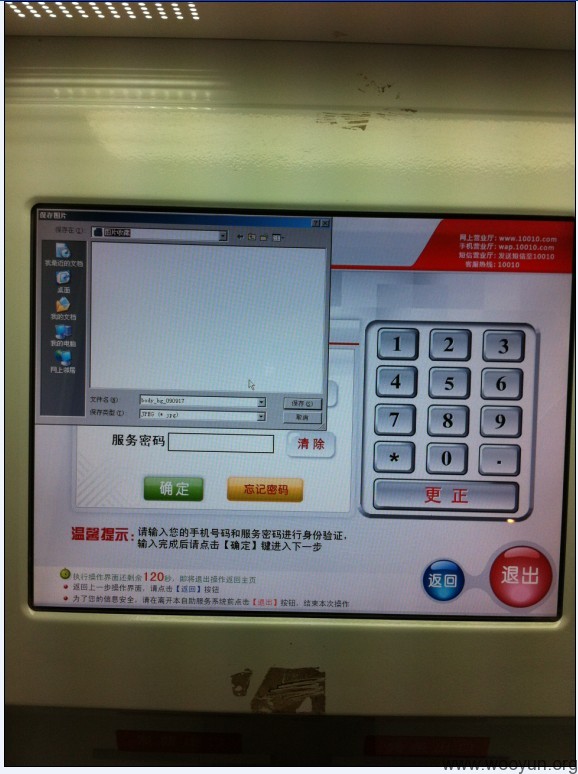 保存图片
保存在(I):
图片收藏
我最近的文档
桌面
我的文档
我的电脑
网上邻居
文件名(N):
body_bg_090917
保存(S)
保存类型(T):
JPEG (*.jpg)
取消
网上营业厅: www.10010.com
手机营业厅: wap.10010.com
短信营业厅: 发送短信至10010
客服热线: 10010
1 2 3
4 5 6
7 8 9
* 0 .
更 正
服务密码
清 除
确 定
忘记密码
温馨提示:
请输入您的手机号码和服务密码进行身份验证,
输入完成后请点击【确定】键进入下一步
执行操作界面还剩余120秒,即将退出操作返回主页
返回上一步操作界面,请点击【返回】按钮
为了您的信息安全,请在离开本自助服务系统前点击【退出】按钮,结束本次操作
返回
退出
www.wooyun.org